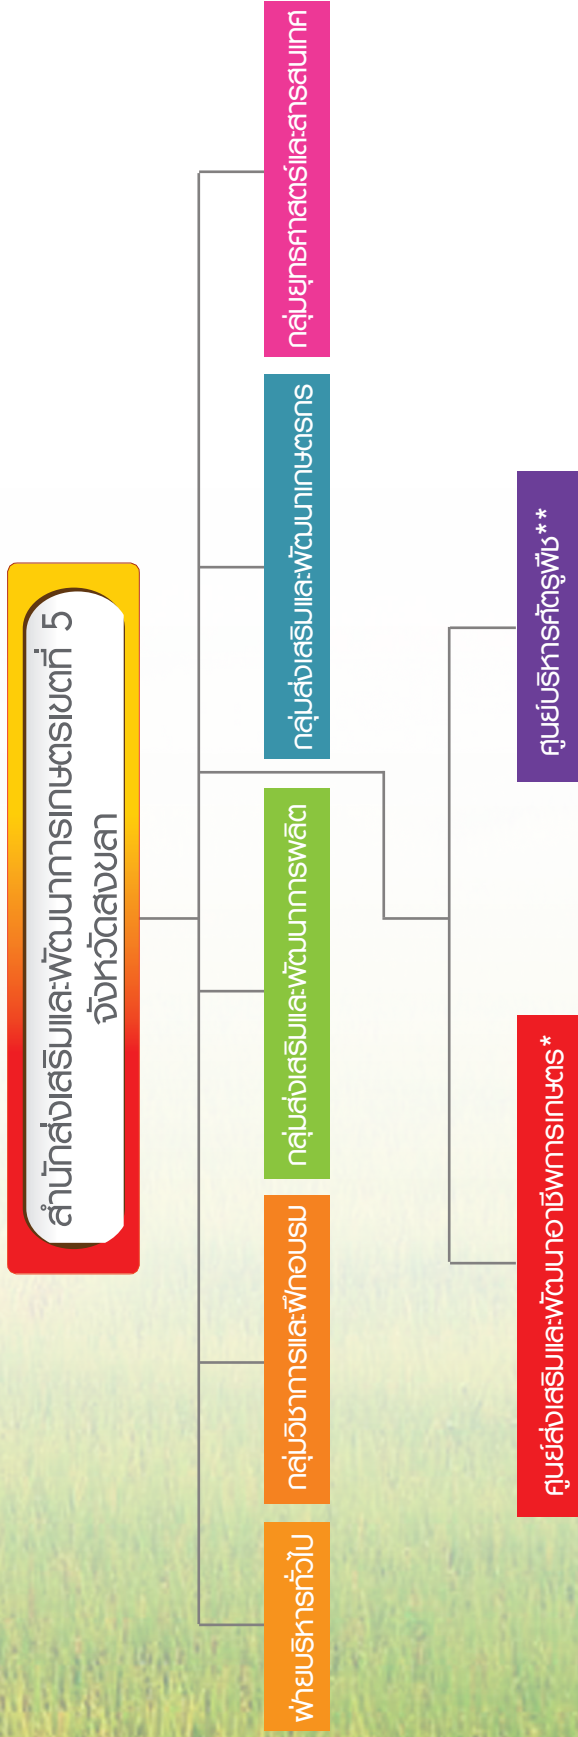 สำนักส่งเสริมและพัฒนาการเกษตรเขตที่ 5
จังหวัดสงขลา
ฝ่ายบริหารทั่วไป
กลุ่มวิชาการและฝึกอบรม
กลุ่มส่งเสริมและพัฒนาการผลิต
กลุ่มส่งเสริมและพัฒนาเกษตรกร
กลุ่มยุทธศาสตร์และสารสนเทศ
ศูนย์ส่งเสริมและพัฒนาอาชีพการเกษตร*
ศูนย์บริหารศัตรูพืช**